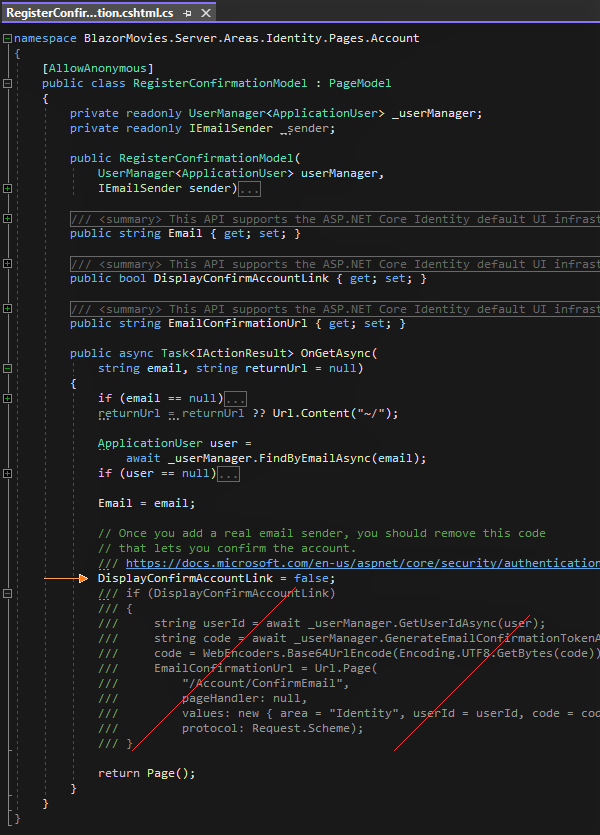 RegisterConfir...tion.cshtml.cs
namespace BlazorMovies.Server.Areas.Identity.Pages.Account
{
[AllowAnonymous]
public class RegisterConfirmationModel : PageModel
{
private readonly UserManager<ApplicationUser> _userManager;
private readonly IEmailSender _sender;
public RegisterConfirmationModel(
UserManager<ApplicationUser> userManager,
IEmailSender sender)...
/// <summary> This API supports the ASP.NET Core Identity default UI infrast
public string Email { get; set; }
/// <summary> This API supports the ASP.NET Core Identity default UI infrast
public bool DisplayConfirmAccountLink { get; set; }
/// <summary> This API supports the ASP.NET Core Identity default UI infrast
public string EmailConfirmationUrl { get; set; }
public async Task<IActionResult> OnGetAsync(
string email, string returnUrl = null)
{
if (email == null)...
returnUrl = returnUrl ?? Url.Content("~/");
ApplicationUser user =
await _userManager.FindByEmailAsync(email);
if (user == null)...
Email = email;
// Once you add a real email sender, you should remove this code
// that lets you confirm the account.
/// https://docs.microsoft.com/en-us/aspnet/core/security/authentication
DisplayConfirmAccountLink = false;
/// if (DisplayConfirmAccountLink)
/// {
/// string userId = await _userManager.GetUserIdAsync(user);
/// string code = await _userManager.GenerateEmailConfirmationTokenA
/// code = WebEncoders.Base64UrlEncode(Encoding.UTF8.GetBytes(code))
/// EmailConfirmationUrl = Url.Page(
/// "/Account/ConfirmEmail",
/// pageHandler: null,
/// values: new { area = "Identity", userId = userId, code = cod
/// protocol: Request.Scheme);
/// }
return Page();
}
}
}